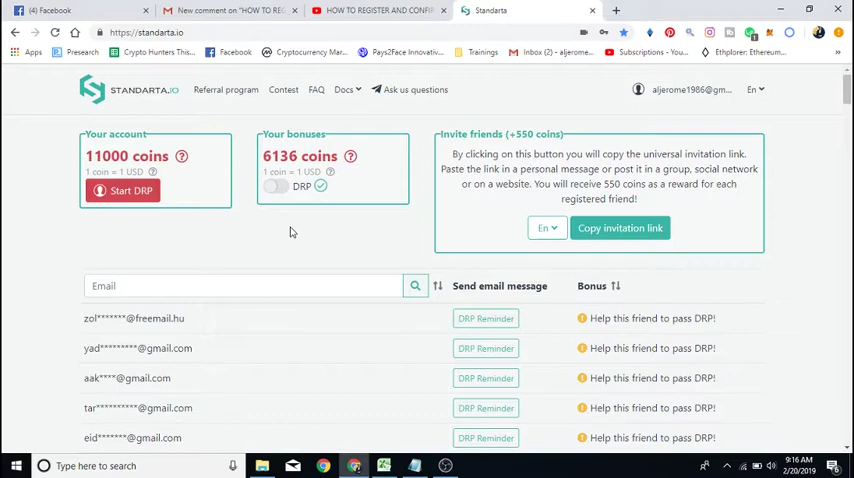 (4) Facebook
New comment on "HOW TO REG
HOW TO REGISTER AND CONFIR
Standarta
https://standarta.io
Apps
Presearch
Crypto Hunters This...
Facebook
Cryptocurrency Mark...
Pays2Face Innovativ...
Trainings
Inbox (2) - aljerome...
Subscriptions - You...
Ethplorer: Ethereum...
STANDARTA.IO
Referral program
Contest
FAQ
Docs
Ask us questions
aljerome1986@gm...
En
Your account
11000 coins
1 coin = 1 USD
Start DRP
Your bonuses
6136 coins
1 coin = 1 USD
DRP
Invite friends (+550 coins)
By clicking on this button you will copy the universal invitation link.
Paste the link in a personal message or post it in a group, social network
or on a website. You will receive 550 coins as a reward for each
registered friend!
En
Copy invitation link
Email
Send email message
Bonus
zol*******@freemail.hu
DRP Reminder
Help this friend to pass DRP!
yad********@gmail.com
DRP Reminder
Help this friend to pass DRP!
aak****@gmail.com
DRP Reminder
Help this friend to pass DRP!
tar**********@gmail.com
DRP Reminder
Help this friend to pass DRP!
eid*******@gmail.com
DRP Reminder
Help this friend to pass DRP!
Type here to search
9:16 AM
2/20/2019